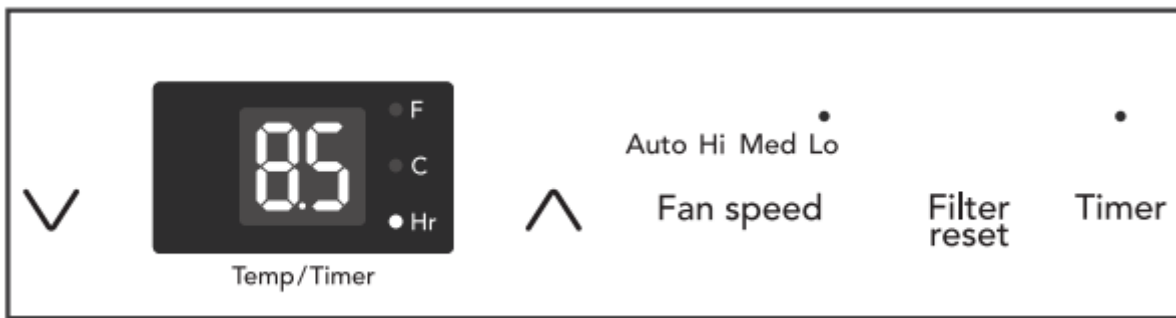 8.5
F
C
Hr
Temp/Timer
Auto Hi Med Lo
Fan speed
Filter
reset
Timer